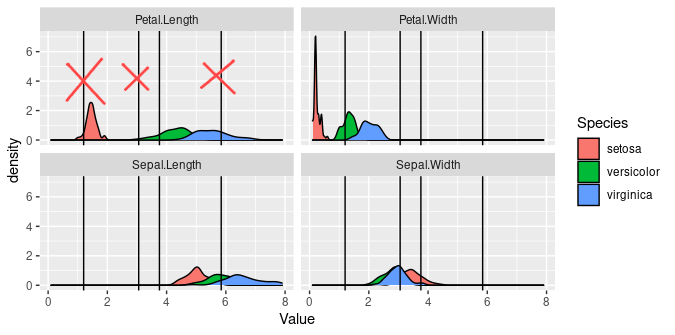 Petal.Length
Petal.Width
6
4
2
0
Sepal.Length
Sepal.Width
6
4
2
0
0 2 4 6 8
0 2 4 6 8
density
Value
Species
setosa
versicolor
virginica